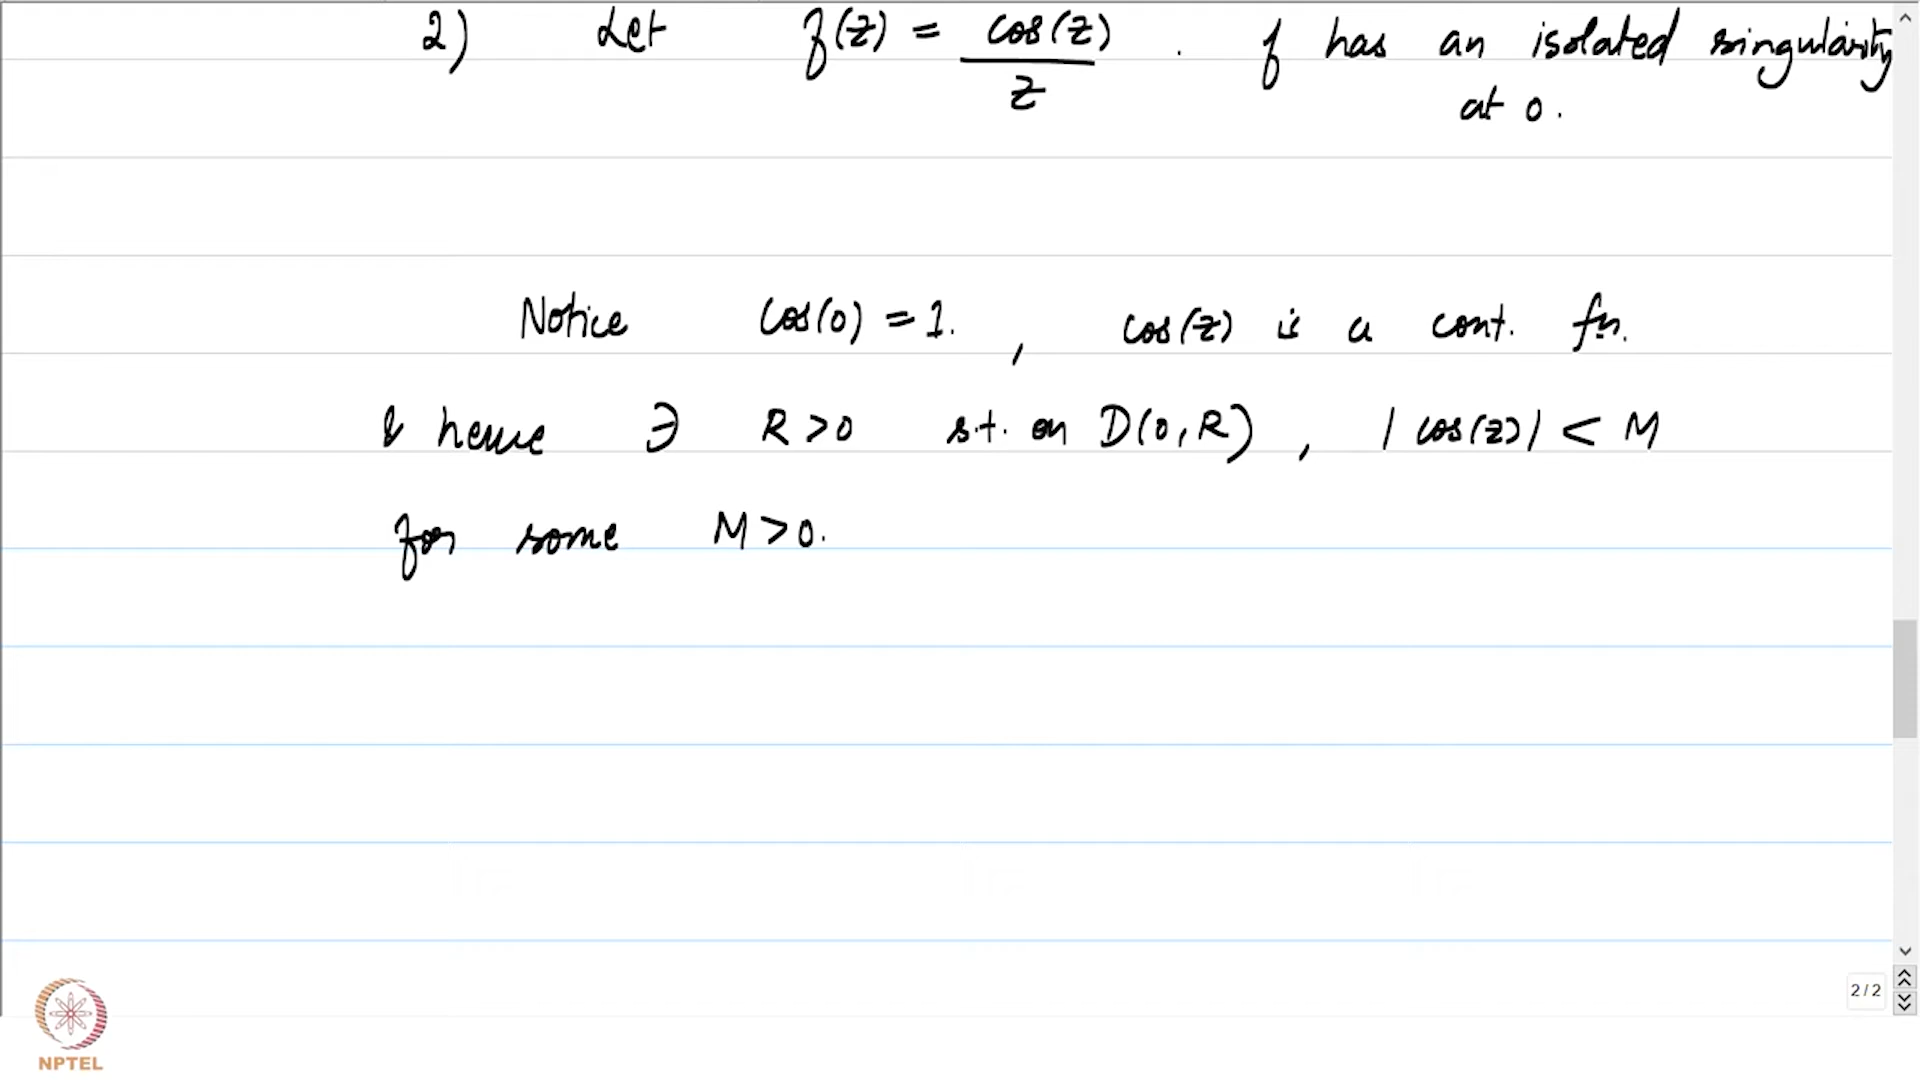 2) Let f(z) = cos(z) / z . f has an isolated singularity
at 0.
Notice cos(0) = 1. , cos(z) is a cont. fn.
& hence ∃ R > 0 s.t. on D(0,R) , |cos(z)| < M
for some M > 0.
2 / 2
NPTEL